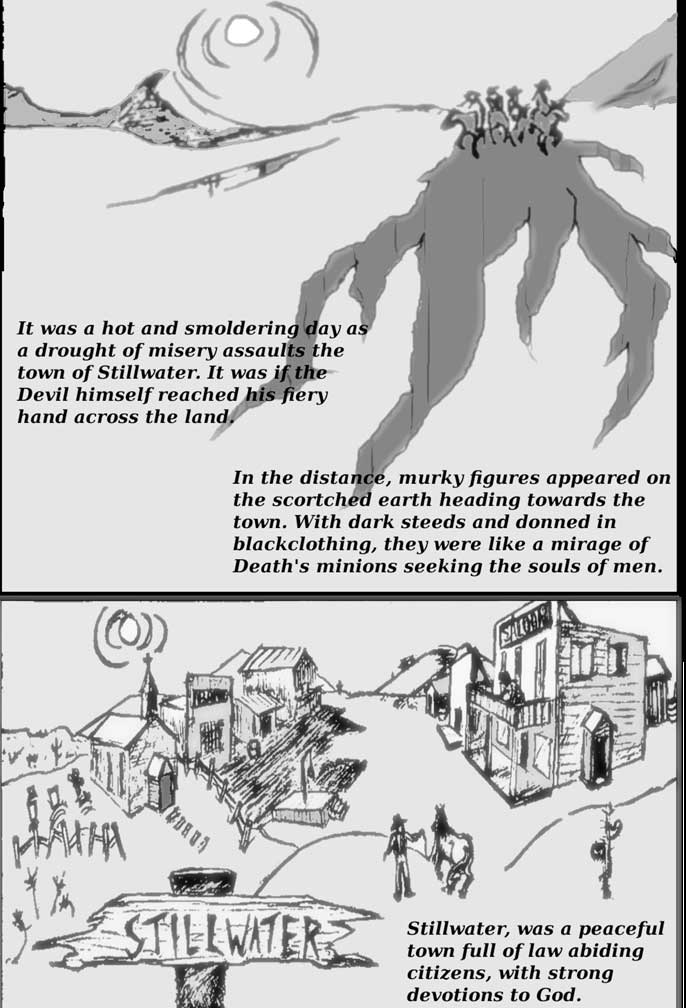 It was a hot and smoldering day as
a drought of misery assaults the
town of Stillwater. It was if the
Devil himself reached his fiery
hand across the land.
In the distance, murky figures appeared on
the scortched earth heading towards the
town. With dark steeds and donned in
blackclothing, they were like a mirage of
Death's minions seeking the souls of men.
SALOON
STILLWATER
Stillwater, was a peaceful
town full of law abiding
citizens, with strong
devotions to God.